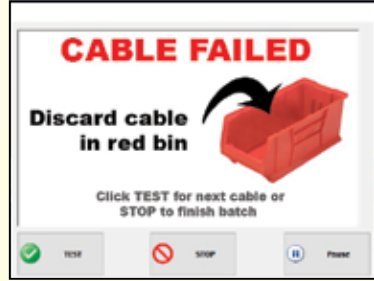 CABLE FAILED
Discard cable
in red bin
Click TEST for next cable or
STOP to finish batch
TEST
STOP
Pause